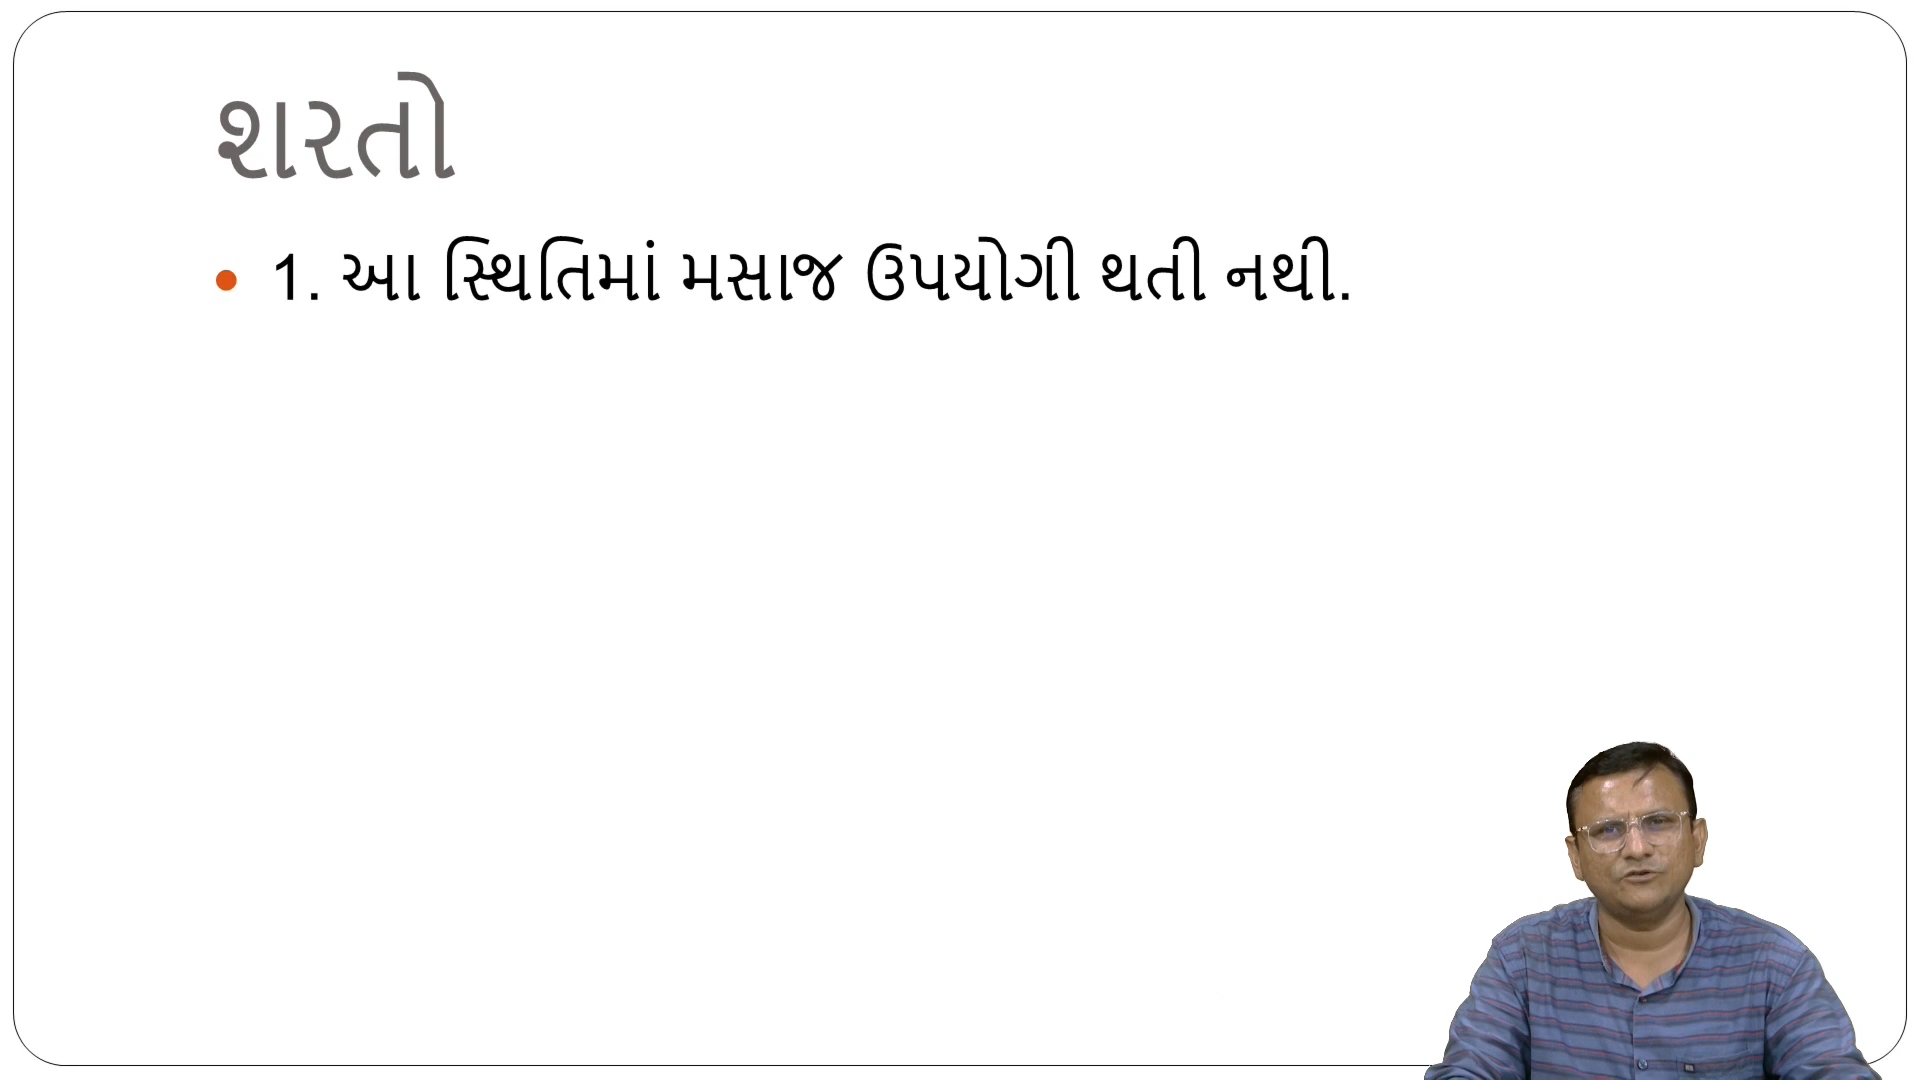 શરતો
• 1. આ સ્થિતિમાં મસાજ ઉપયોગી થતી નથી.